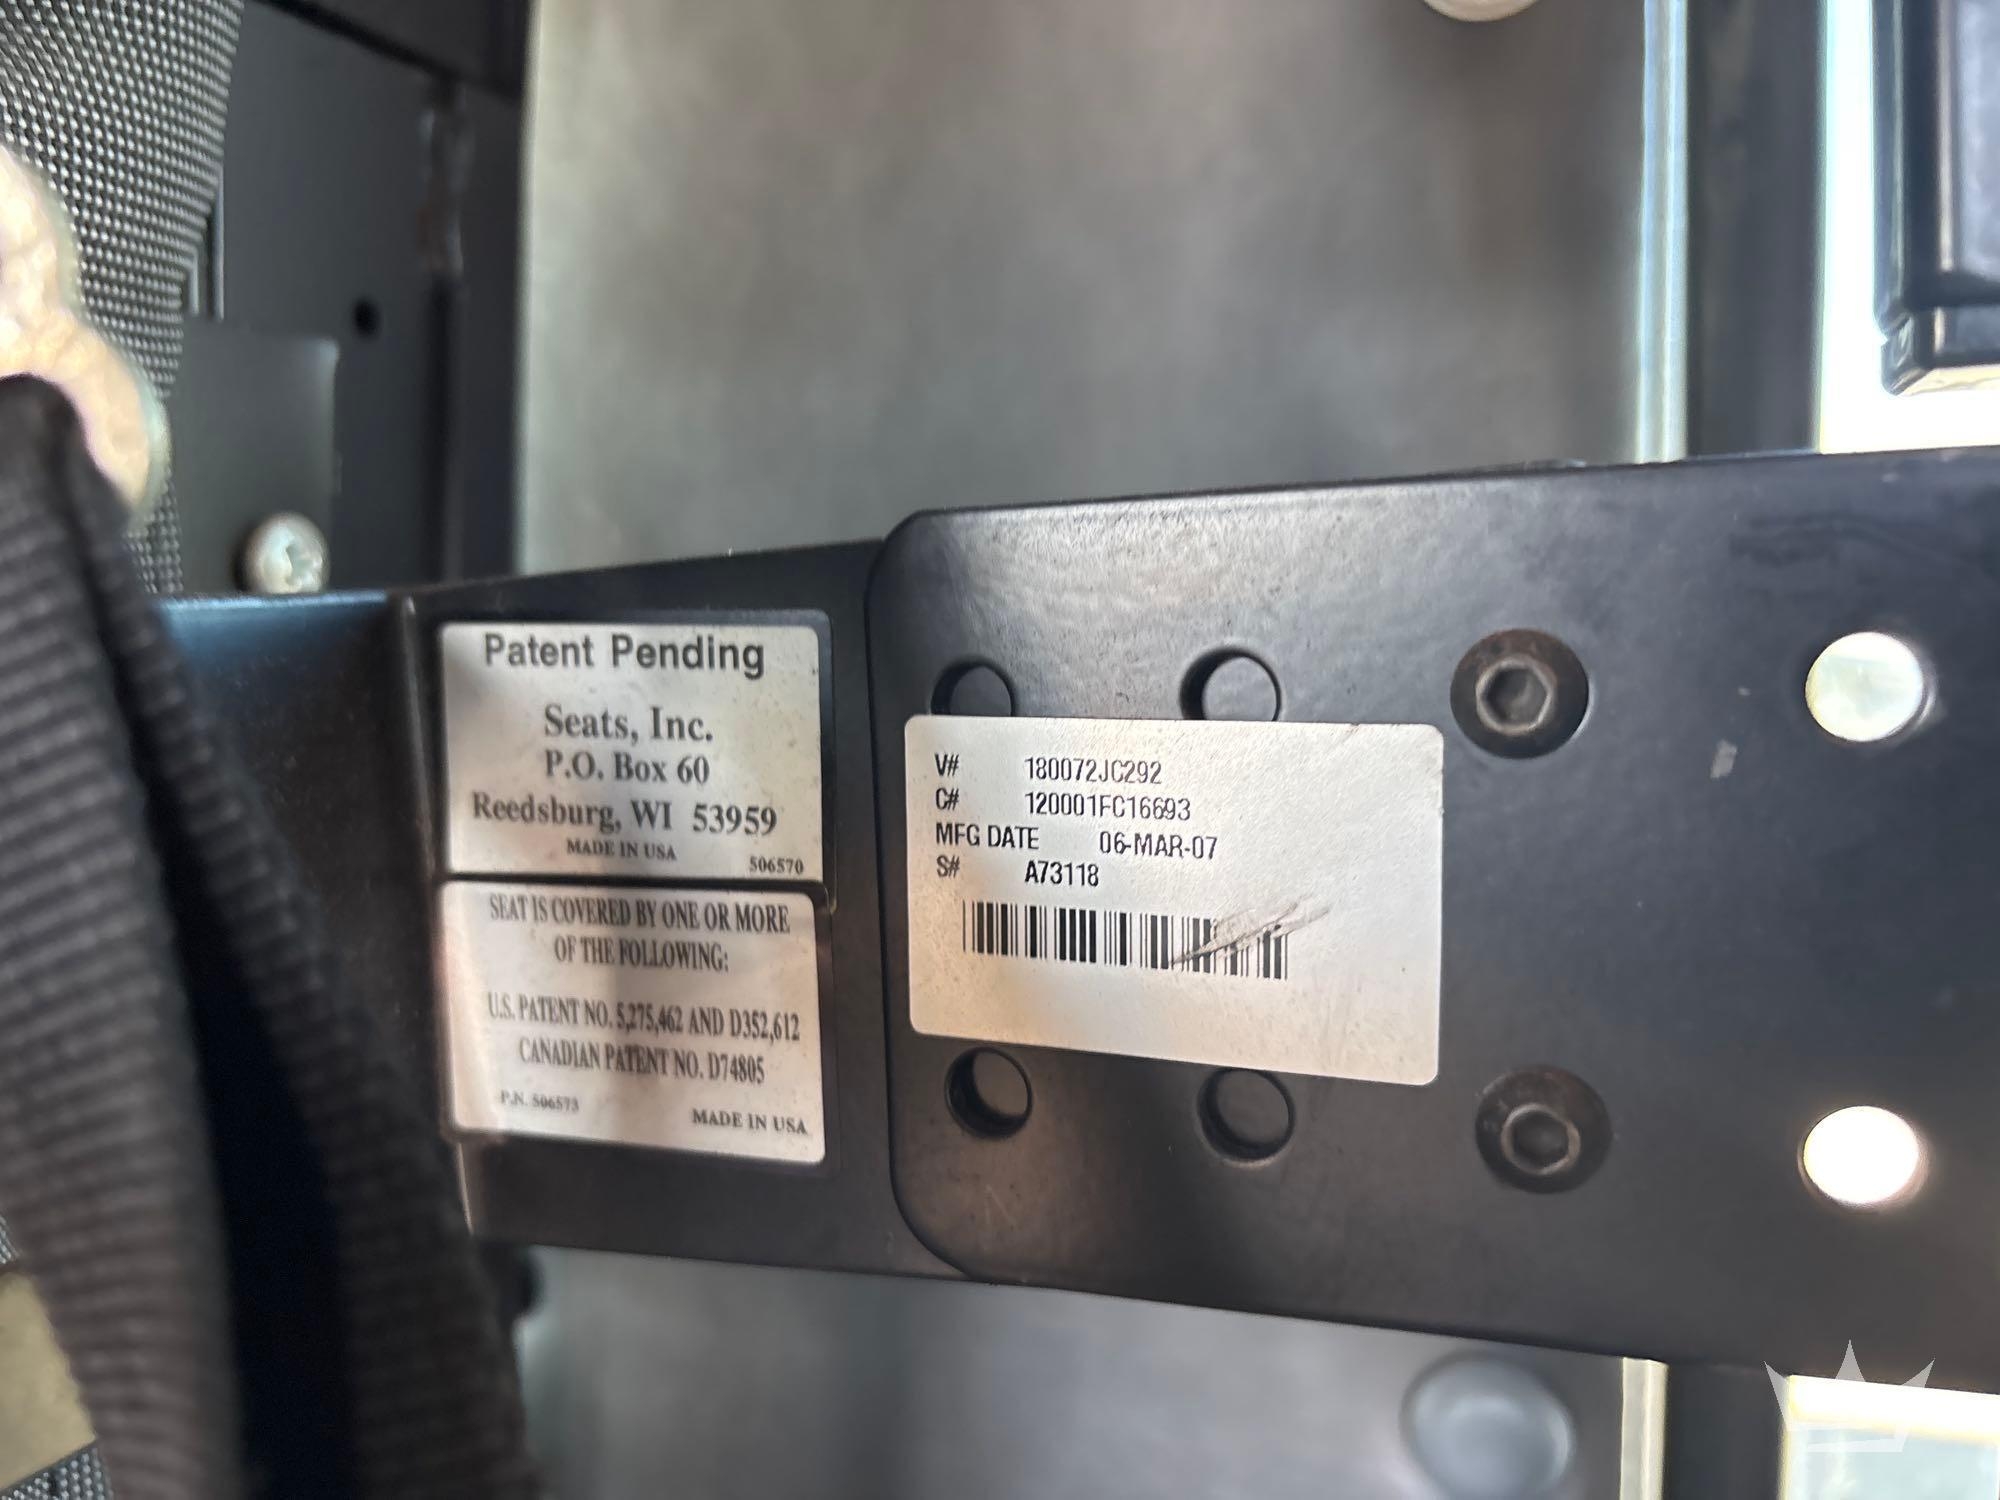 Patent Pending
Seats, Inc.
P.O. Box 60
Reedsburg, WI 53959
MADE IN USA
506570
SEAT IS COVERED BY ONE OR MORE
OF THE FOLLOWING:
U.S. PATENT NO. 5,275,462 AND D352,612
CANADIAN PATENT NO. D74805
P.N. 506573
MADE IN USA
V# 180072JC292
C# 120001FC16693
MFG DATE 06-MAR-07
S# A73118